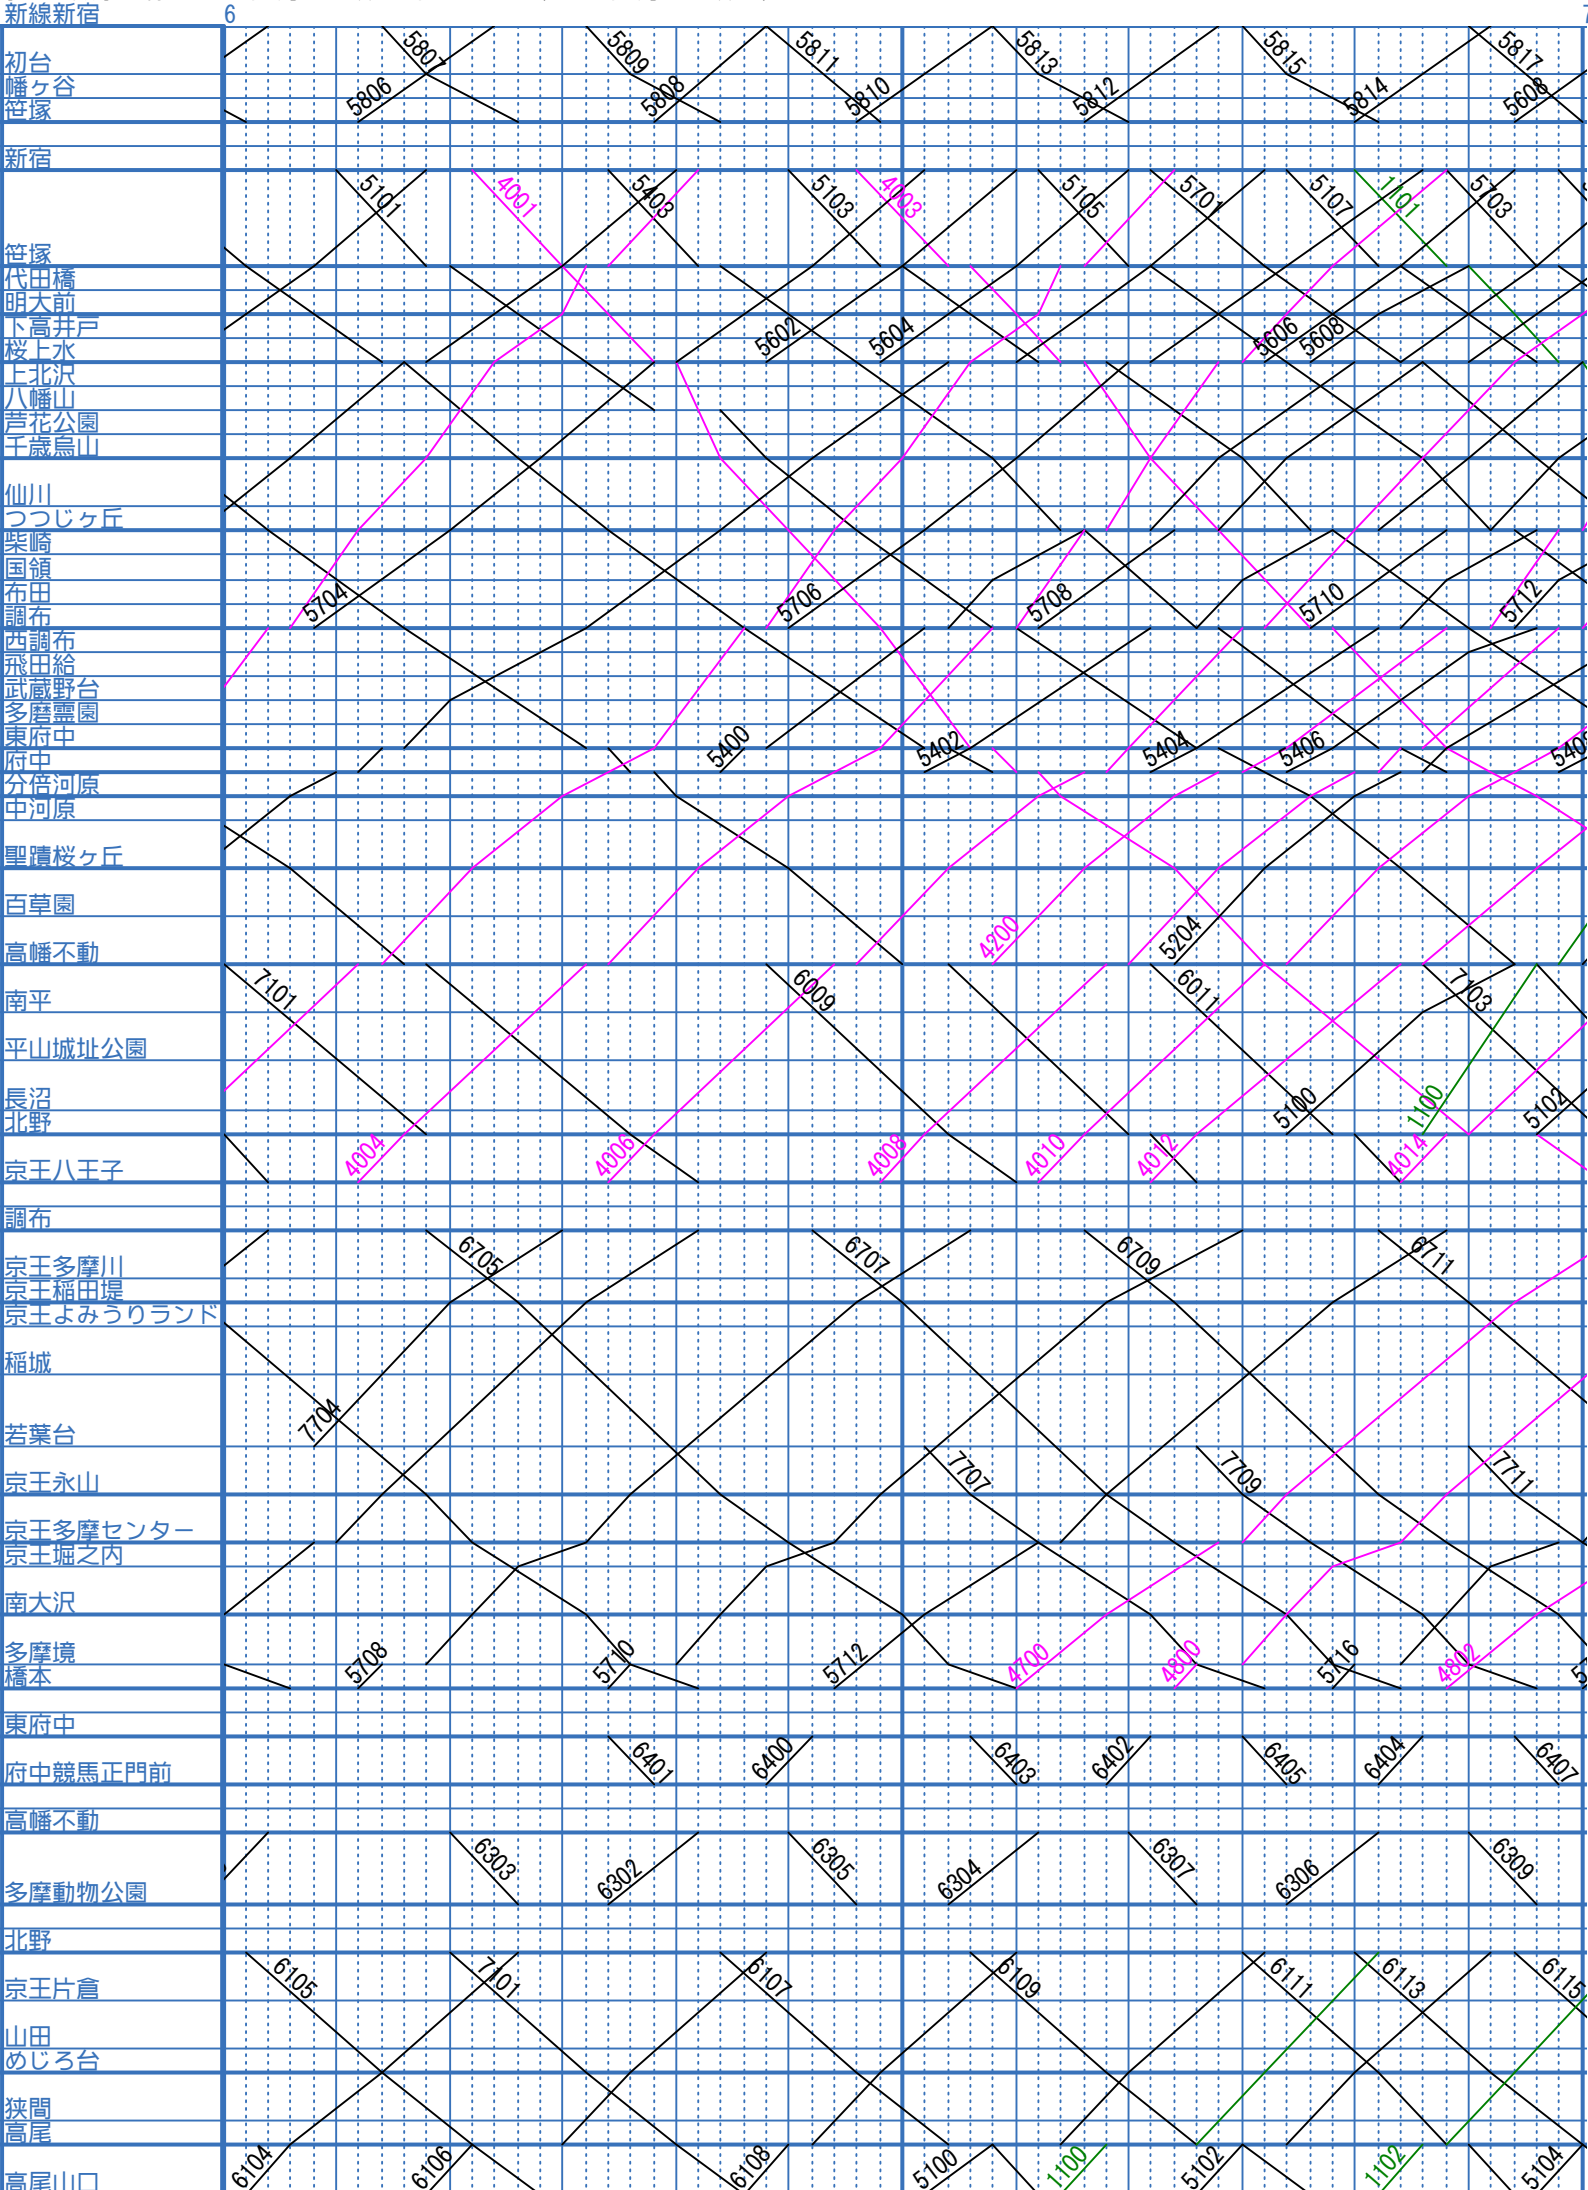 新線新宿 6 7
初台 5807 5809 5811 5813 5815 5817
幡ヶ谷 5806 5808 5810 5812 5814 5608
笹塚
新宿
5101 4001 5403 5103 4003 5105 5701 5107 1101 5703
笹塚
代田橋
明大前
下高井戸 5602 5604 5606 5608
桜上水
上北沢
八幡山
芦花公園
千歳烏山
仙川
つつじヶ丘
柴崎
国領
布田 5704 5706 5708 5710 5712
調布
西調布
飛田給
武蔵野台
多磨霊園
東府中 5400 5402 5404 5406
府中
分倍河原
中河原
聖蹟桜ヶ丘
百草園
高幡不動 4200 5204
南平 7101 6009 6011 7103
平山城址公園
長沼 5100 1100 5102
北野
京王八王子 4004 4006 4008 4010 4012 4014
調布
京王多摩川 6705 6707 6709 6711
京王稲田堤
京王よみうりランド
稲城
若葉台 7704
京王永山 7707 7709 7711
京王多摩センター
京王堀之内
南大沢
多摩境 5708 5710 5712 4700 4800 5716 4802
橋本
東府中
府中競馬正門前 6401 6400 6403 6402 6405 6404 6407
高幡不動
6303 6302 6305 6304 6307 6306 6309
多摩動物公園
北野
京王片倉 6105 7101 6107 6109 6111 6113 6115
山田
めじろ台
狭間
高尾
高尾山口 6104 6106 6108 5100 1100 5102 1102 5104